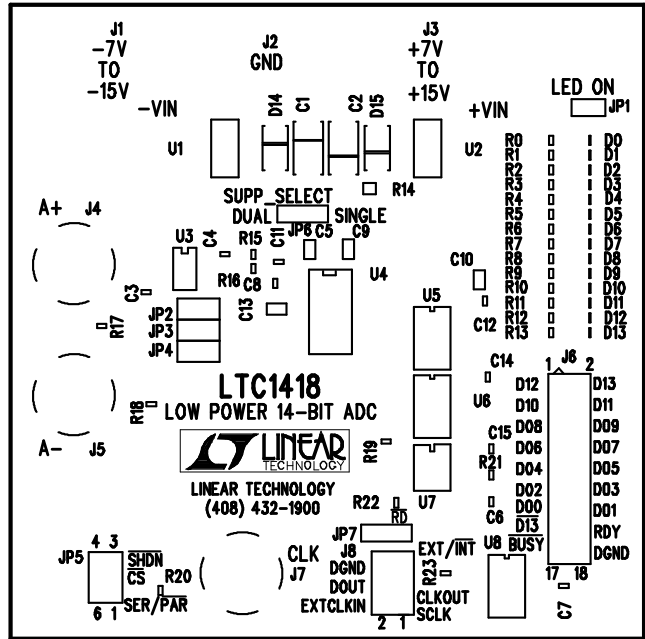 J1
-7V
TO
-15V
J2
GND
J3
+7V
TO
+15V
LED ON
JP1
-VIN
D14
C1
C2
D15
+VIN
U1
U2
R14
R0 D0
R1 D1
R2 D2
R3 D3
R4 D4
R5 D5
R6 D6
R7 D7
R8 D8
R9 D9
R10 D10
R11 D11
R12 D12
R13 D13
SUPP_SELECT
DUAL SINGLE
JP6
A+ J4
U3
C4
R15
R16
C11
C8
C5
C9
U4
C10
C12
C3
C13
U5
R17
JP2
JP3
JP4
LTC1418
LOW POWER 14-BIT ADC
R18
A- J5
LINEAR
TECHNOLOGY
LINEAR TECHNOLOGY
(408) 432-1900
R19
C14
U6
C15
R21
U7
C6
R22
RD
1 J6 2
D12 D13
D10 D11
D08 D09
D06 D07
D04 D05
D02 D03
D00 D01
D13 RDY
BUSY DGND
17 18
U8
C7
4 3
JP5
SHDN
CS
R20
SER/PAR
6 1
CLK
J7
JP7
J8
EXT/INT
DGND
DOUT
EXTCLKIN
R23
CLKOUT
SCLK
2 1